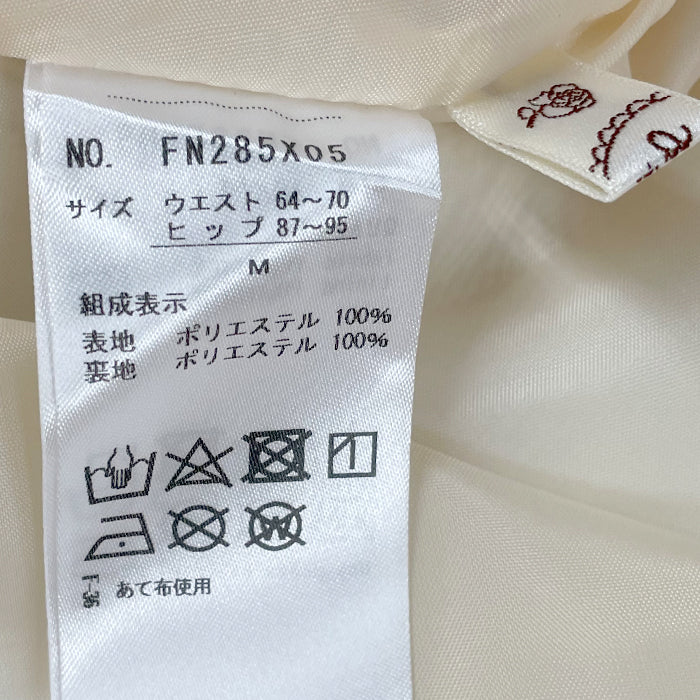 NO. FN285X05
サイズ ウエスト 64〜70
ヒップ 87〜95
M
組成表示
表地 ポリエステル 100%
裏地 ポリエステル 100%
W
あて布使用
T-36